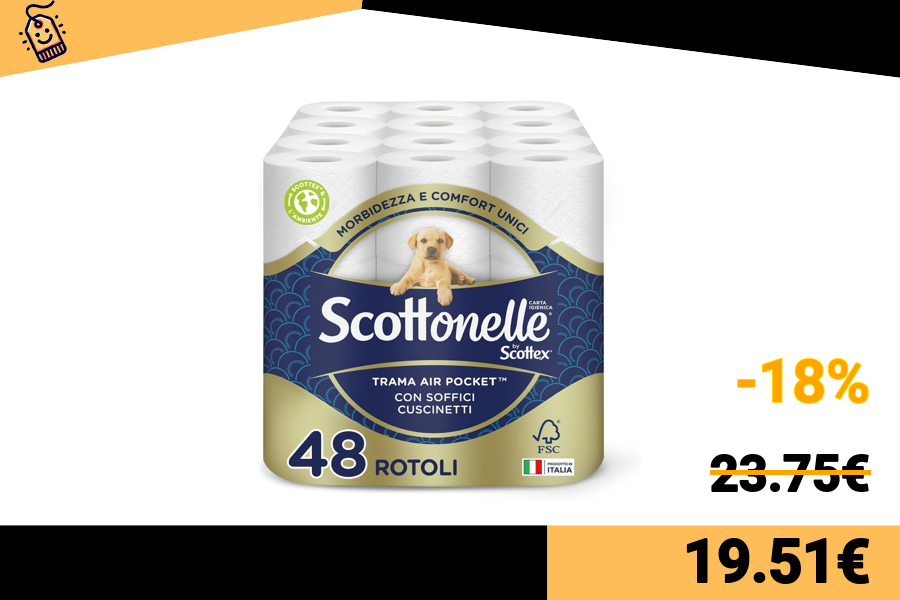 SCOTTEX® &
L'AMBIENTE
MORBIDEZZA E COMFORT UNICI
CARTA
IGIENICA
Scottonelle®
by
Scottex®
TRAMA AIR POCKET™
CON SOFFICI
CUSCINETTI
48 ROTOLI
FSC
PRODOTTO IN
ITALIA
-18%
23.75€
19.51€